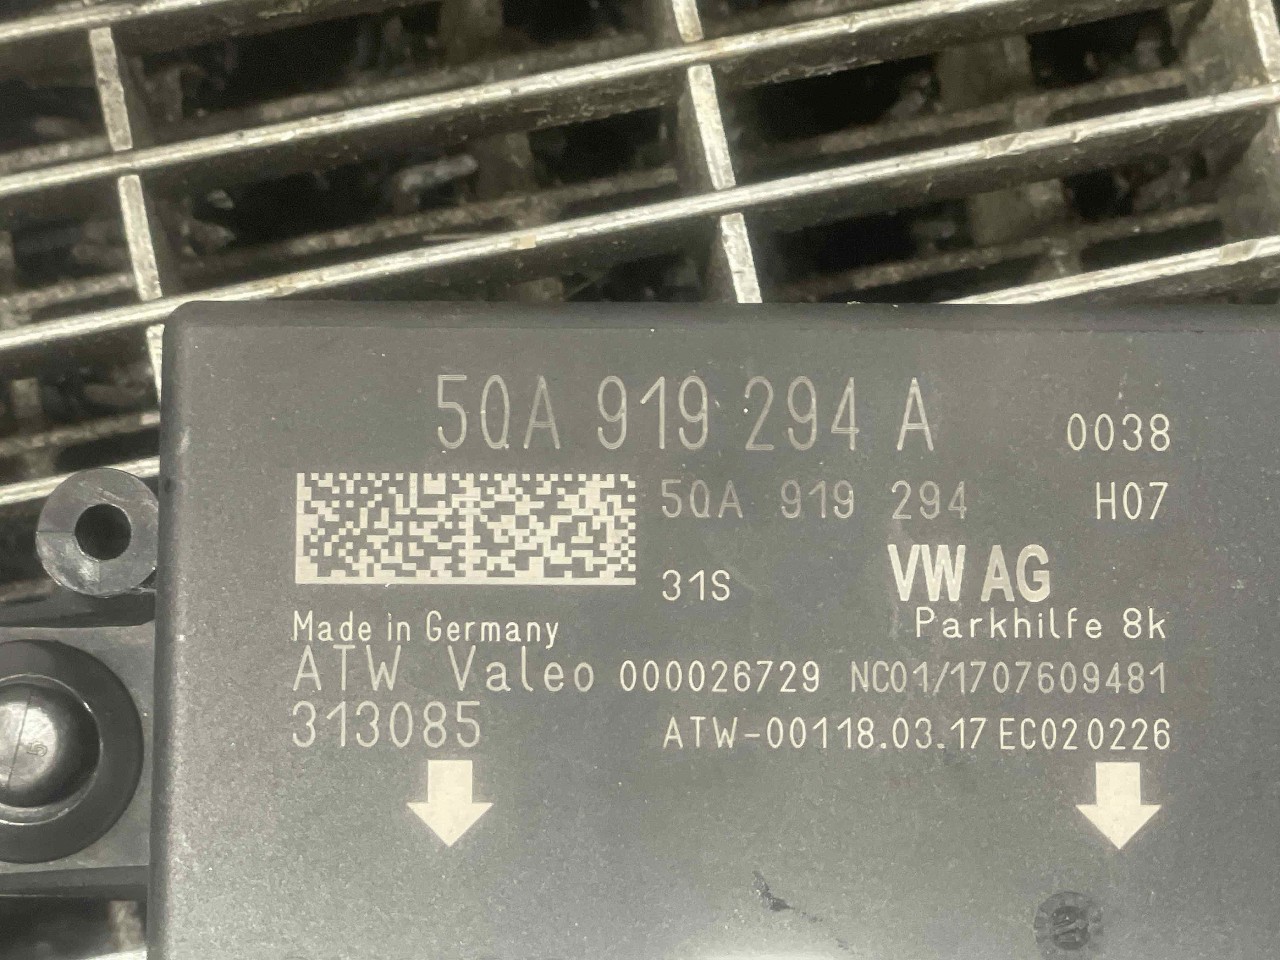 5QA 919 294 A 0038
5QA 919 294 H07
31S VW AG
Parkhilfe 8k
Made in Germany
ATW Valeo 000026729 NC01/1707609481
313085 ATW-00118.03.17 EC020226